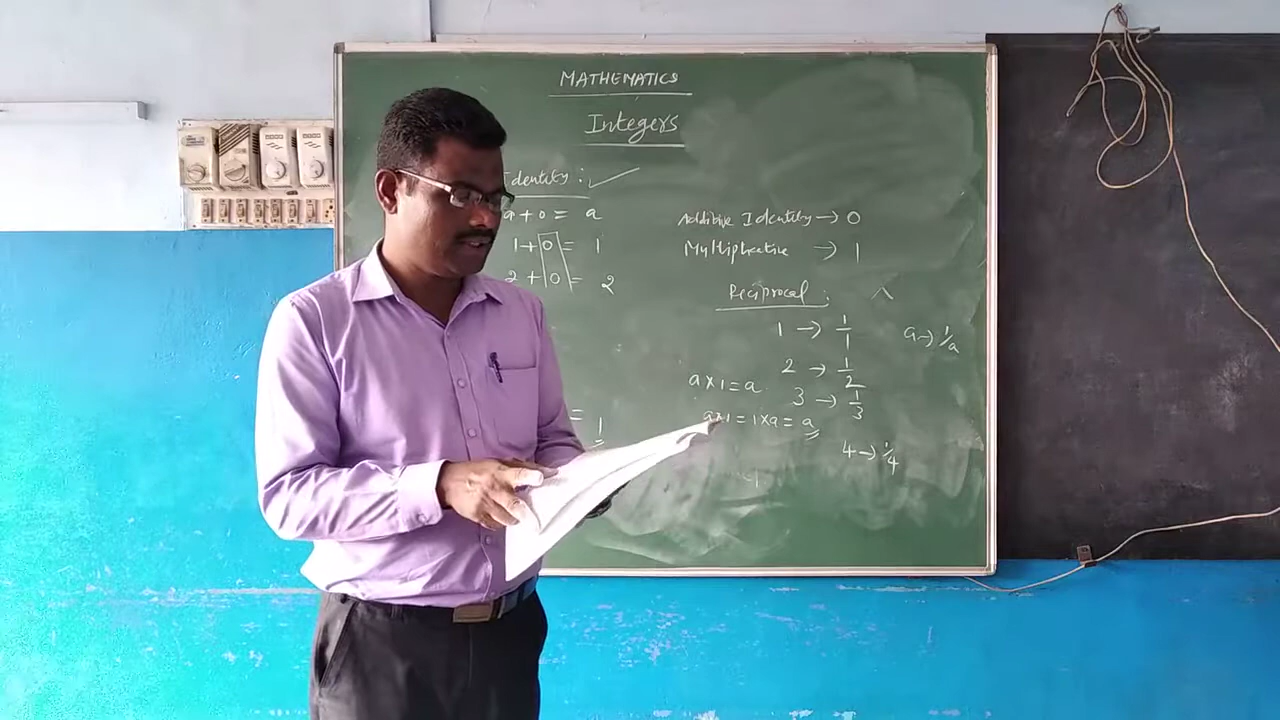 MATHEMATICS
Integers
Identity :
a + 0 = a
1 + 0 = 1
2 + 0 = 2
=
1
Additive Identity → 0
Multiplicative → 1
Reciprocal :
1 → 1/1
a → 1/a
2 → 1/2
a x 1 = a
3 → 1/3
a x 1 = 1 x a = a
4 → 1/4